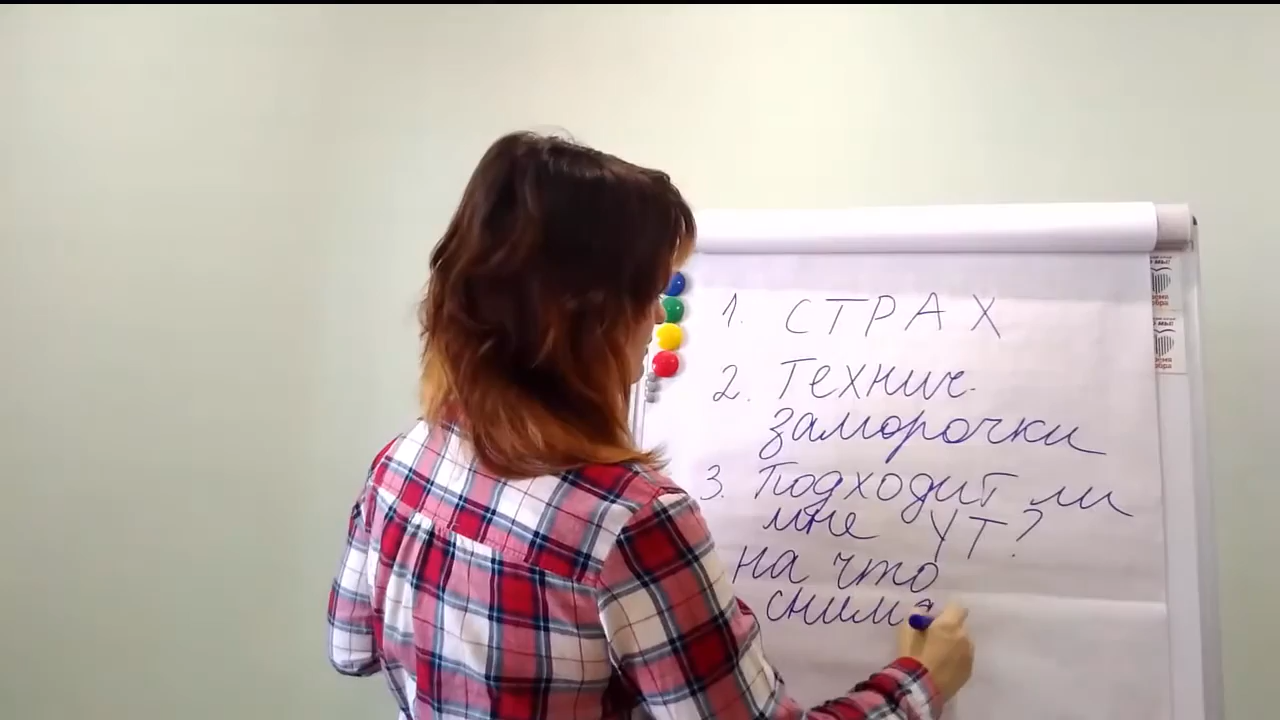 1. СТРАХ
2. Технич.
заморочки
3. Подходит ли
мне УТ?
на что
снима